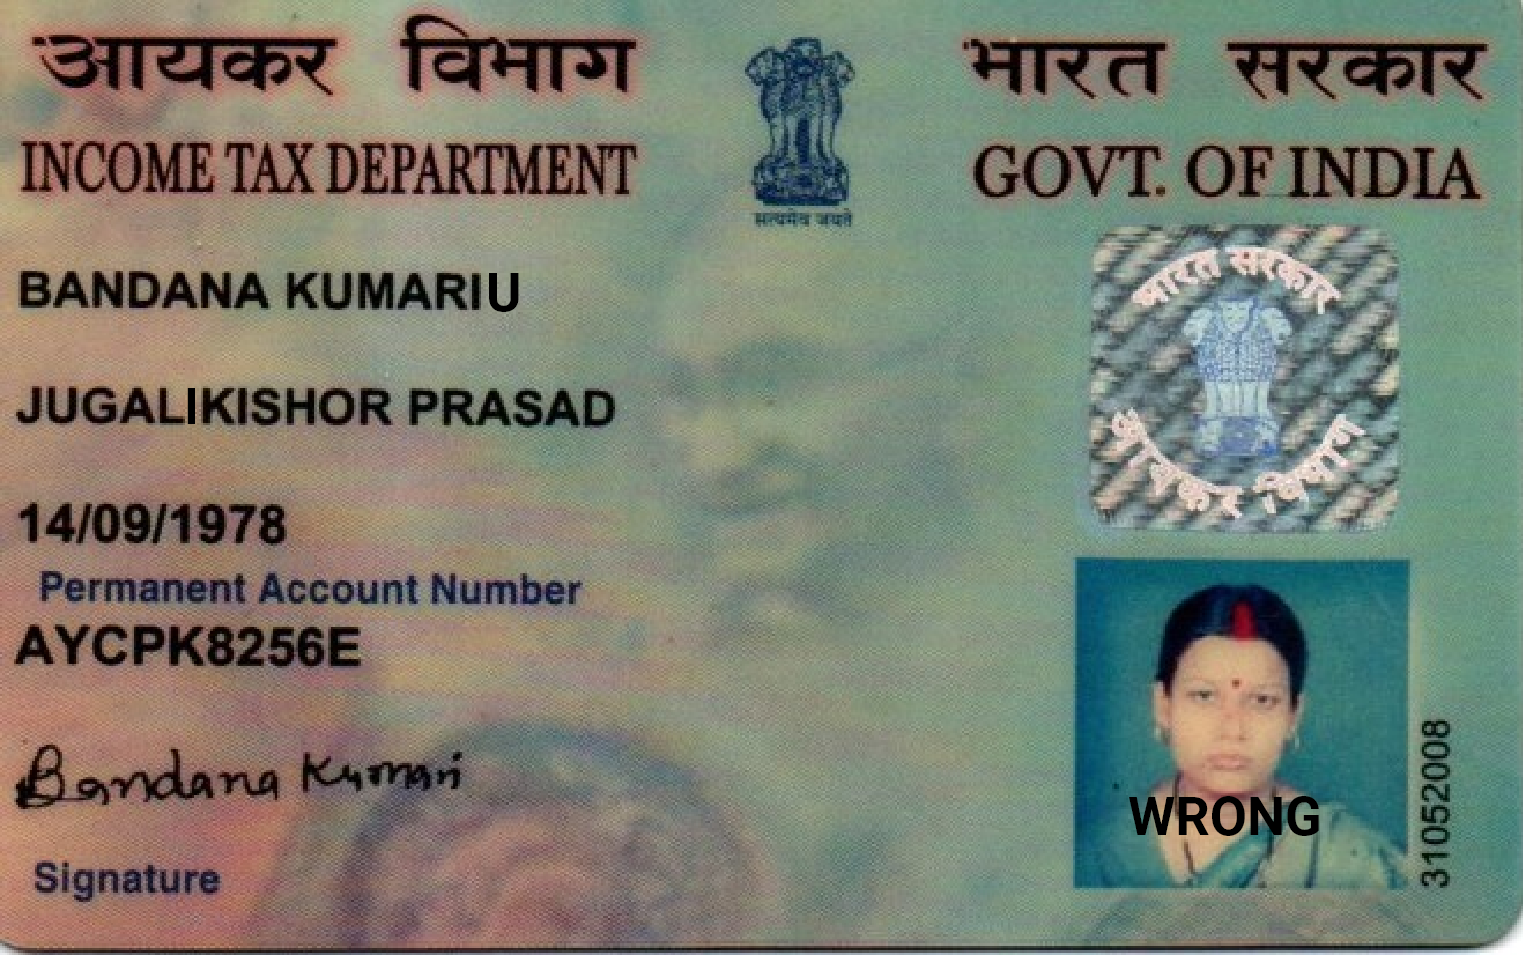 आयकर विभाग
INCOME TAX DEPARTMENT
भारत सरकार
GOVT. OF INDIA
सत्यमेव जयते
BANDANA KUMARIU
JUGALIKISHOR PRASAD
14/09/1978
Permanent Account Number
AYCPK8256E
Bandana Kumari
Signature
भारत सरकार
आयकर विभाग
WRONG
31052008